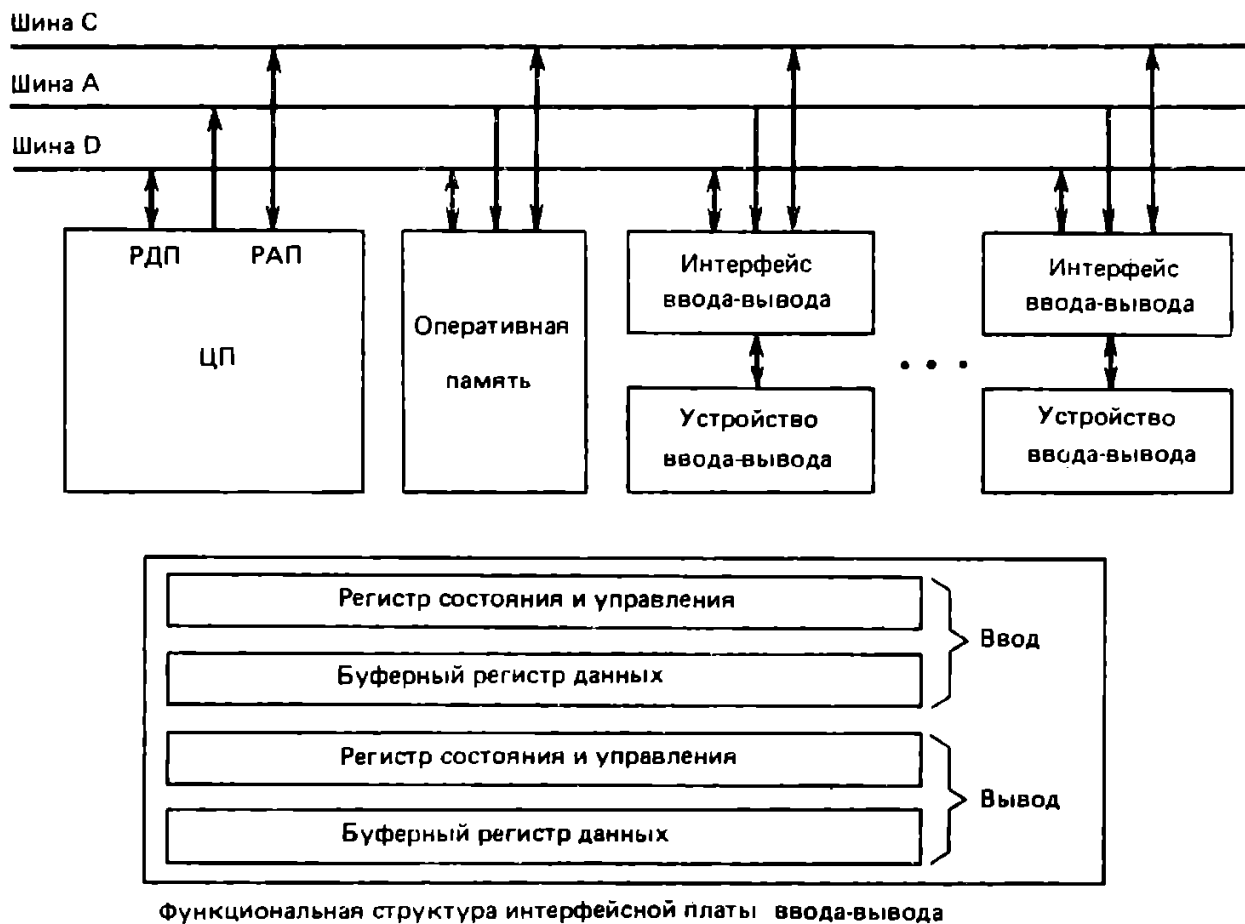 Шина C
Шина A
Шина D
РДП РАП
ЦП
Оперативная
память
Интерфейс
ввода-вывода
Устройство
ввода-вывода
• • •
Интерфейс
ввода-вывода
Устройство
ввода-вывода
Регистр состояния и управления
Буферный регистр данных
Ввод
Регистр состояния и управления
Буферный регистр данных
Вывод
Функциональная структура интерфейсной платы ввода-вывода